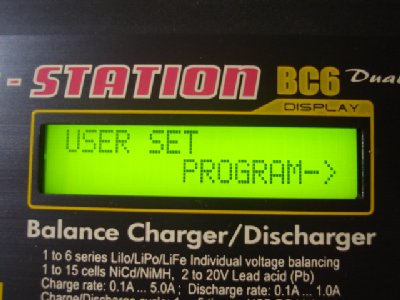 - STATION BC6 Dual
DISPLAY
USER SET
PROGRAM->
Balance Charger/Discharger
1 to 6 series LiIo/LiPo/LiFe Individual voltage balancing
1 to 15 cells NiCd/NiMH, 2 to 20V Lead acid (Pb)
Charge rate: 0.1A ... 5.0A ; Discharge rate: 0.1A ... 1.0A